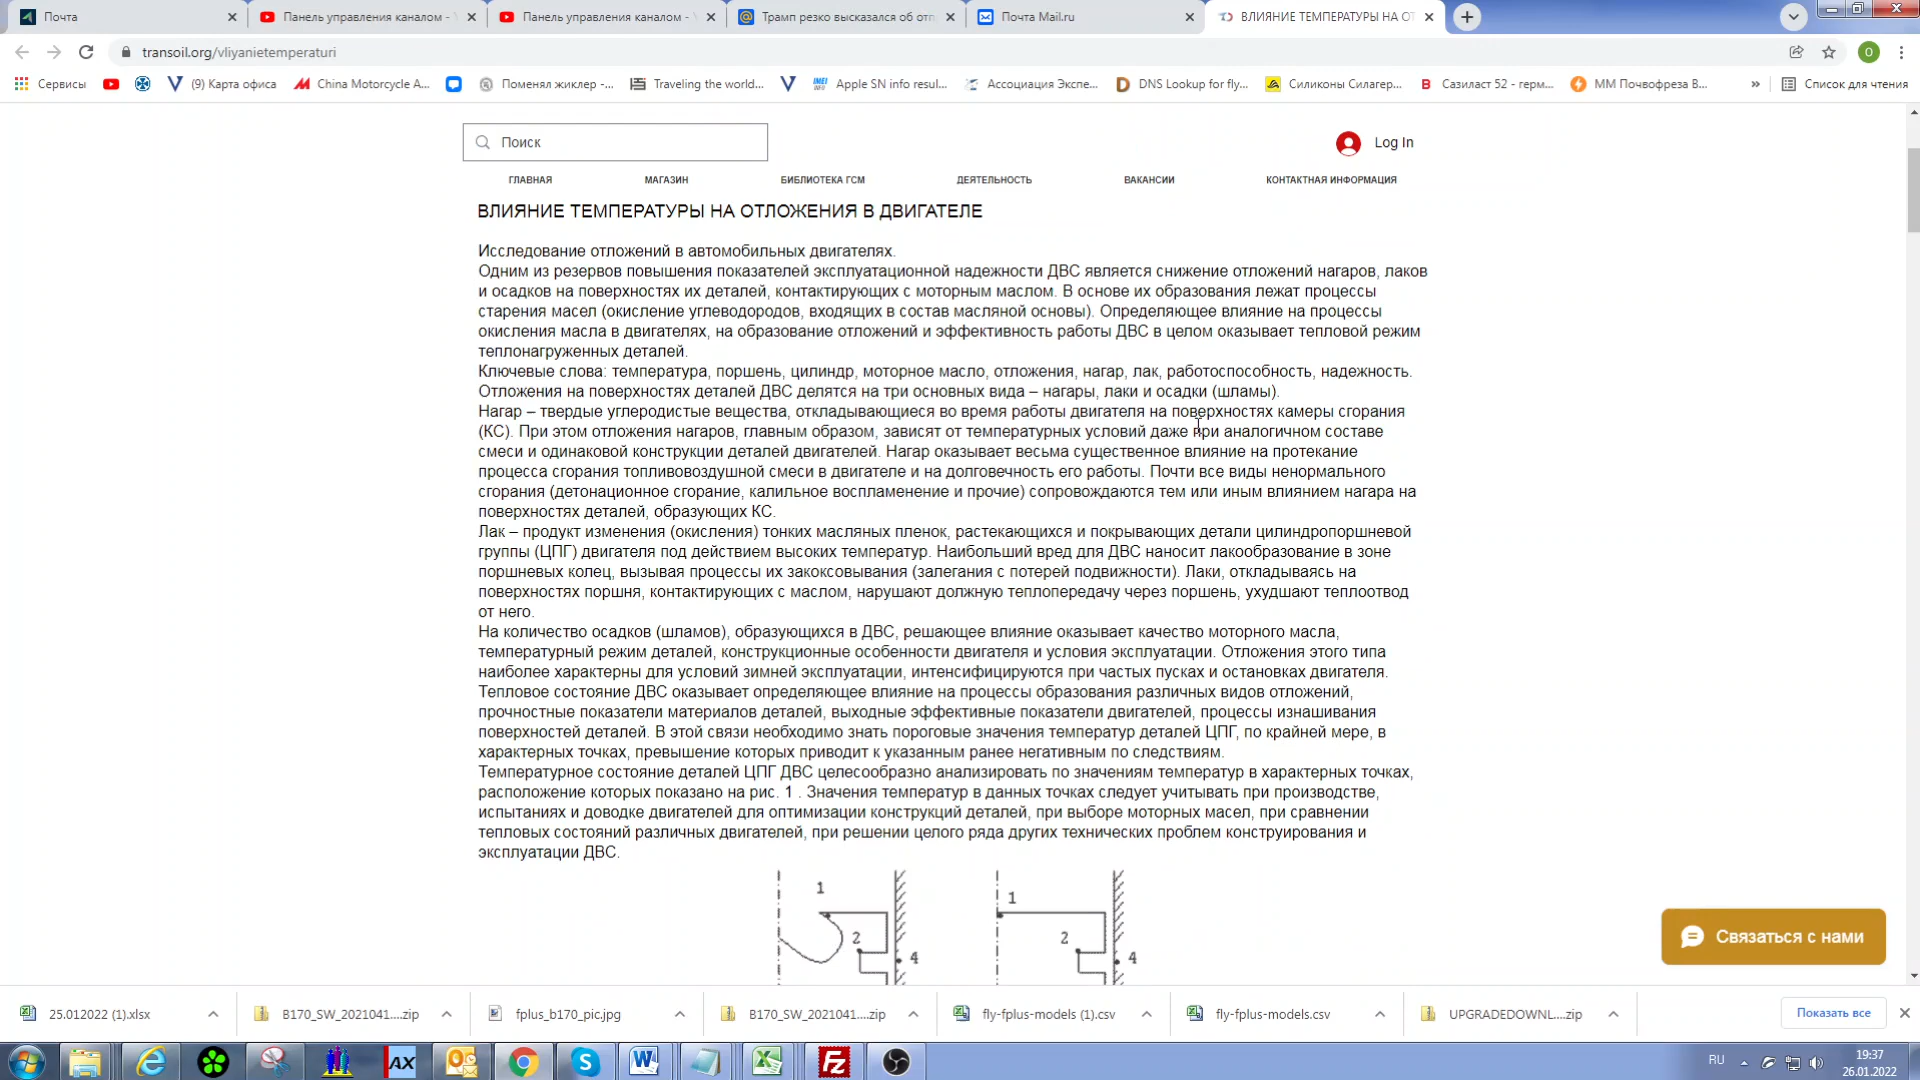 Почта
Панель управления каналом -
Панель управления каналом -
Трамп резко высказался об отп
Почта Mail.ru
ВЛИЯНИЕ ТЕМПЕРАТУРЫ НА ОТ
transoil.org/vliyanietemperaturi
O
Сервисы
(9) Карта офиса
China Motorcycle A...
Поменял жиклер -...
Traveling the world...
Apple SN info resul...
Ассоциация Экспе...
DNS Lookup for fly...
Силиконы Силагер...
Сазиласт 52 - герм...
ММ Почвофреза В...
»
Список для чтения
Поиск
Log In
ГЛАВНАЯ
МАГАЗИН
БИБЛИОТЕКА ГСМ
ДЕЯТЕЛЬНОСТЬ
ВАКАНСИИ
КОНТАКТНАЯ ИНФОРМАЦИЯ
ВЛИЯНИЕ ТЕМПЕРАТУРЫ НА ОТЛОЖЕНИЯ В ДВИГАТЕЛЕ
Исследование отложений в автомобильных двигателях.
Одним из резервов повышения показателей эксплуатационной надежности ДВС является снижение отложений нагаров, лаков
и осадков на поверхностях их деталей, контактирующих с моторным маслом. В основе их образования лежат процессы
старения масел (окисление углеводородов, входящих в состав масляной основы). Определяющее влияние на процессы
окисления масла в двигателях, на образование отложений и эффективность работы ДВС в целом оказывает тепловой режим
теплонагруженных деталей.
Ключевые слова: температура, поршень, цилиндр, моторное масло, отложения, нагар, лак, работоспособность, надежность.
Отложения на поверхностях деталей ДВС делятся на три основных вида – нагары, лаки и осадки (шламы).
Нагар – твердые углеродистые вещества, откладывающиеся во время работы двигателя на поверхностях камеры сгорания
(КС). При этом отложения нагаров, главным образом, зависят от температурных условий даже при аналогичном составе
смеси и одинаковой конструкции деталей двигателей. Нагар оказывает весьма существенное влияние на протекание
процесса сгорания топливовоздушной смеси в двигателе и на долговечность его работы. Почти все виды ненормального
сгорания (детонационное сгорание, калильное воспламенение и прочие) сопровождаются тем или иным влиянием нагара на
поверхностях деталей, образующих КС.
Лак – продукт изменения (окисления) тонких масляных пленок, растекающихся и покрывающих детали цилиндропоршневой
группы (ЦПГ) двигателя под действием высоких температур. Наибольший вред для ДВС наносит лакообразование в зоне
поршневых колец, вызывая процессы их закоксовывания (залегания с потерей подвижности). Лаки, откладываясь на
поверхностях поршня, контактирующих с маслом, нарушают должную теплопередачу через поршень, ухудшают теплоотвод
от него.
На количество осадков (шламов), образующихся в ДВС, решающее влияние оказывает качество моторного масла,
температурный режим деталей, конструкционные особенности двигателя и условия эксплуатации. Отложения этого типа
наиболее характерны для условий зимней эксплуатации, интенсифицируются при частых пусках и остановках двигателя.
Тепловое состояние ДВС оказывает определяющее влияние на процессы образования различных видов отложений,
прочностные показатели материалов деталей, выходные эффективные показатели двигателей, процессы изнашивания
поверхностей деталей. В этой связи необходимо знать пороговые значения температур деталей ЦПГ, по крайней мере, в
характерных точках, превышение которых приводит к указанным ранее негативным по следствиям.
Температурное состояние деталей ЦПГ ДВС целесообразно анализировать по значениям температур в характерных точках,
расположение которых показано на рис. 1 . Значения температур в данных точках следует учитывать при производстве,
испытаниях и доводке двигателей для оптимизации конструкций деталей, при выборе моторных масел, при сравнении
тепловых состояний различных двигателей, при решении целого ряда других технических проблем конструирования и
эксплуатации ДВС.
1
2
4
1
2
4
Связаться с нами
25.012022 (1).xlsx
B170_SW_2021041....zip
fplus_b170_pic.jpg
B170_SW_2021041....zip
fly-fplus-models (1).csv
fly-fplus-models.csv
UPGRADEDOWNL....zip
Показать все
AX
RU
19:37
26.01.2022